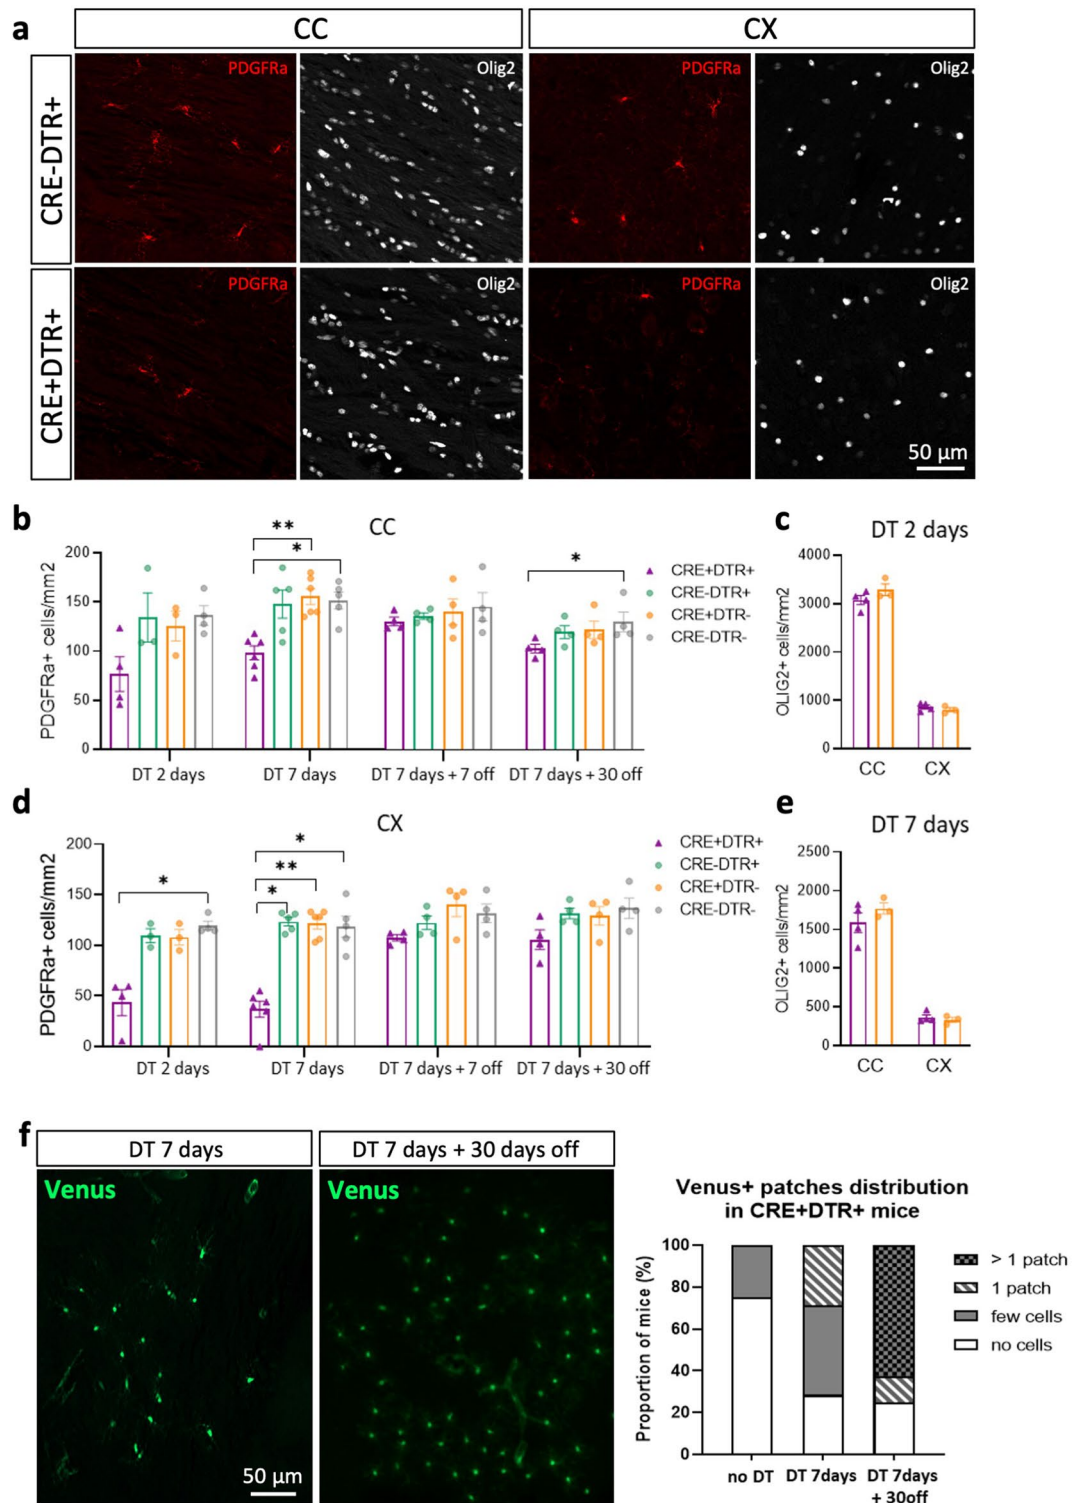 a
CC
CX
CRE-DTR+
PDGFRa
Olig2
PDGFRa
Olig2
CRE+DTR+
PDGFRa
Olig2
PDGFRa
Olig2
50 µm
b
CC
PDGFRa+ cells/mm2
200
150
100
50
0
**
*
*
DT 2 days
DT 7 days
DT 7 days + 7 off
DT 7 days + 30 off
CRE+DTR+
CRE-DTR+
CRE+DTR-
CRE-DTR-
c
DT 2 days
OLIG2+ cells/mm2
4000
3000
2000
1000
0
CC
CX
d
CX
PDGFRa+ cells/mm2
200
150
100
50
0
*
*
**
*
DT 2 days
DT 7 days
DT 7 days + 7 off
DT 7 days + 30 off
CRE+DTR+
CRE-DTR+
CRE+DTR-
CRE-DTR-
e
DT 7 days
OLIG2+ cells/mm2
2500
2000
1500
1000
500
0
CC
CX
f
DT 7 days
DT 7 days + 30 days off
Venus
Venus
50 µm
Venus+ patches distribution
in CRE+DTR+ mice
Proportion of mice (%)
100
80
60
40
20
0
no DT
DT 7days
DT 7days
+ 30off
> 1 patch
1 patch
few cells
no cells